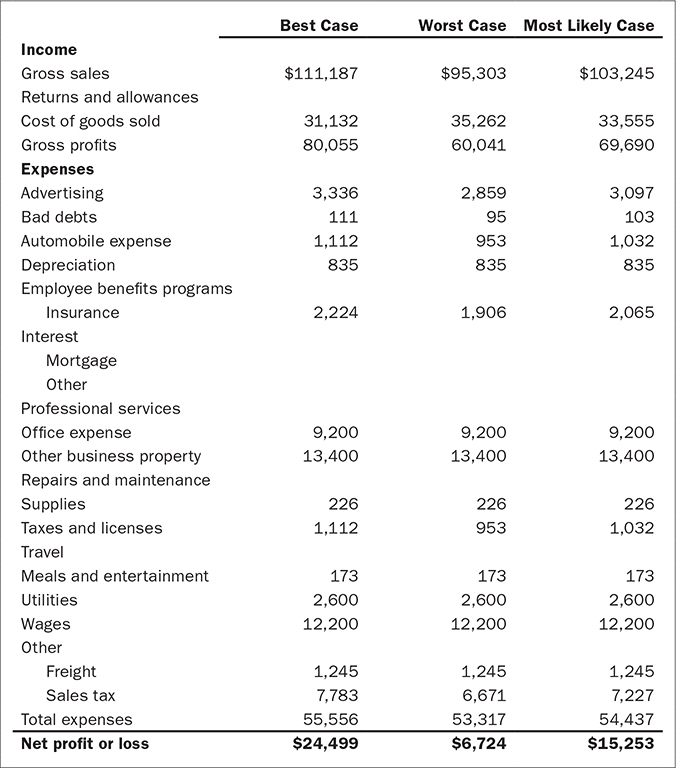 Best Case Worst Case Most Likely Case
Income
Gross sales $111,187 $95,303 $103,245
Returns and allowances
Cost of goods sold 31,132 35,262 33,555
Gross profits 80,055 60,041 69,690
Expenses
Advertising 3,336 2,859 3,097
Bad debts 111 95 103
Automobile expense 1,112 953 1,032
Depreciation 835 835 835
Employee benefits programs
Insurance 2,224 1,906 2,065
Interest
Mortgage
Other
Professional services
Office expense 9,200 9,200 9,200
Other business property 13,400 13,400 13,400
Repairs and maintenance
Supplies 226 226 226
Taxes and licenses 1,112 953 1,032
Travel
Meals and entertainment 173 173 173
Utilities 2,600 2,600 2,600
Wages 12,200 12,200 12,200
Other
Freight 1,245 1,245 1,245
Sales tax 7,783 6,671 7,227
Total expenses 55,556 53,317 54,437
Net profit or loss $24,499 $6,724 $15,253